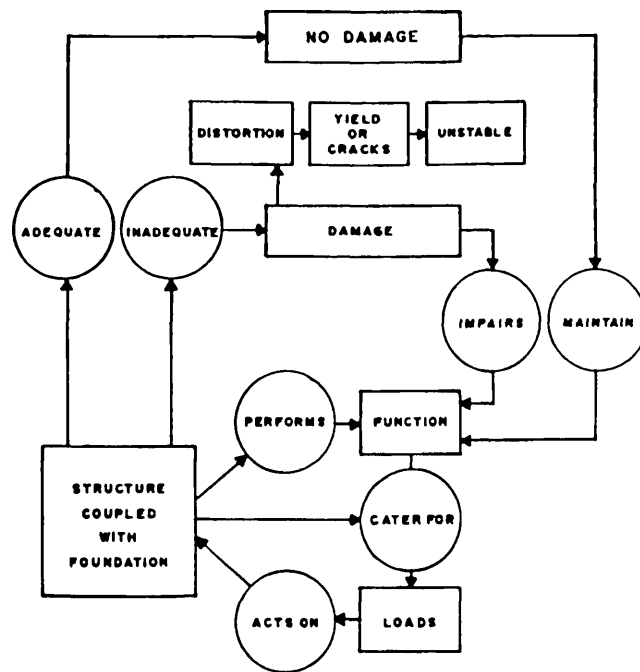 NO DAMAGE
DISTORTION
YIELD
OR
CRACKS
UNSTABLE
ADEQUATE
INADEQUATE
DAMAGE
IMPAIRS
MAINTAIN
PERFORMS
FUNCTION
STRUCTURE
COUPLED
WITH
FOUNDATION
CATER FOR
ACTS ON
LOADS